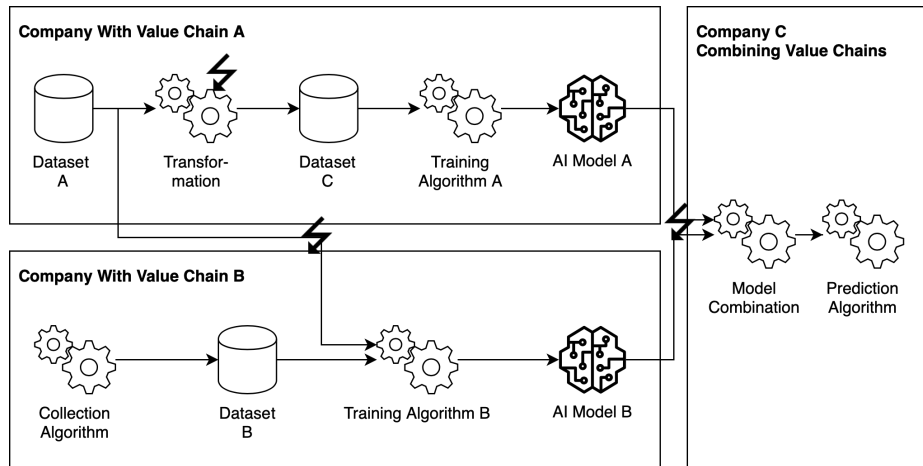 Company With Value Chain A
Dataset
A
Transfor-
mation
Dataset
C
Training
Algorithm A
AI Model A
Company C
Combining Value Chains
Model
Combination
Prediction
Algorithm
Company With Value Chain B
Collection
Algorithm
Dataset
B
Training Algorithm B
AI Model B